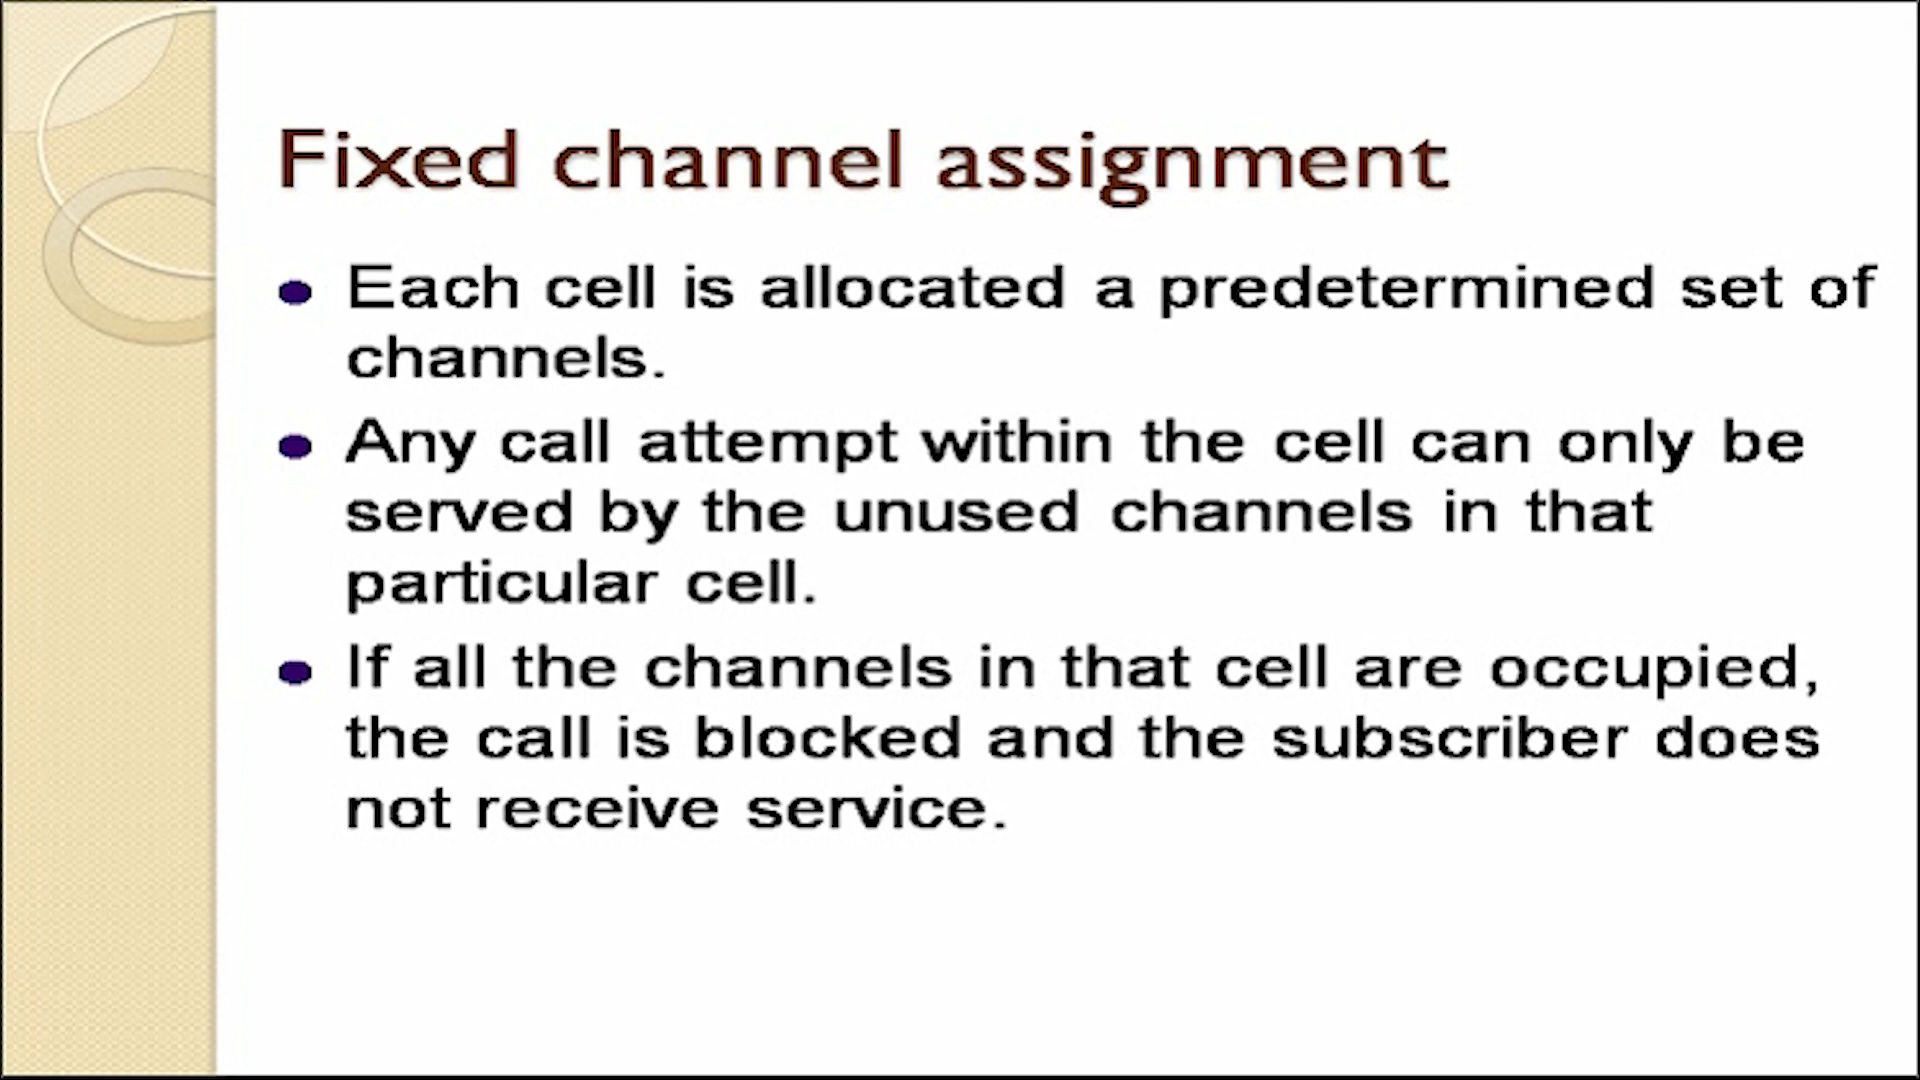 Fixed channel assignment
• Each cell is allocated a predetermined set of
channels.
• Any call attempt within the cell can only be
served by the unused channels in that
particular cell.
• If all the channels in that cell are occupied,
the call is blocked and the subscriber does
not receive service.